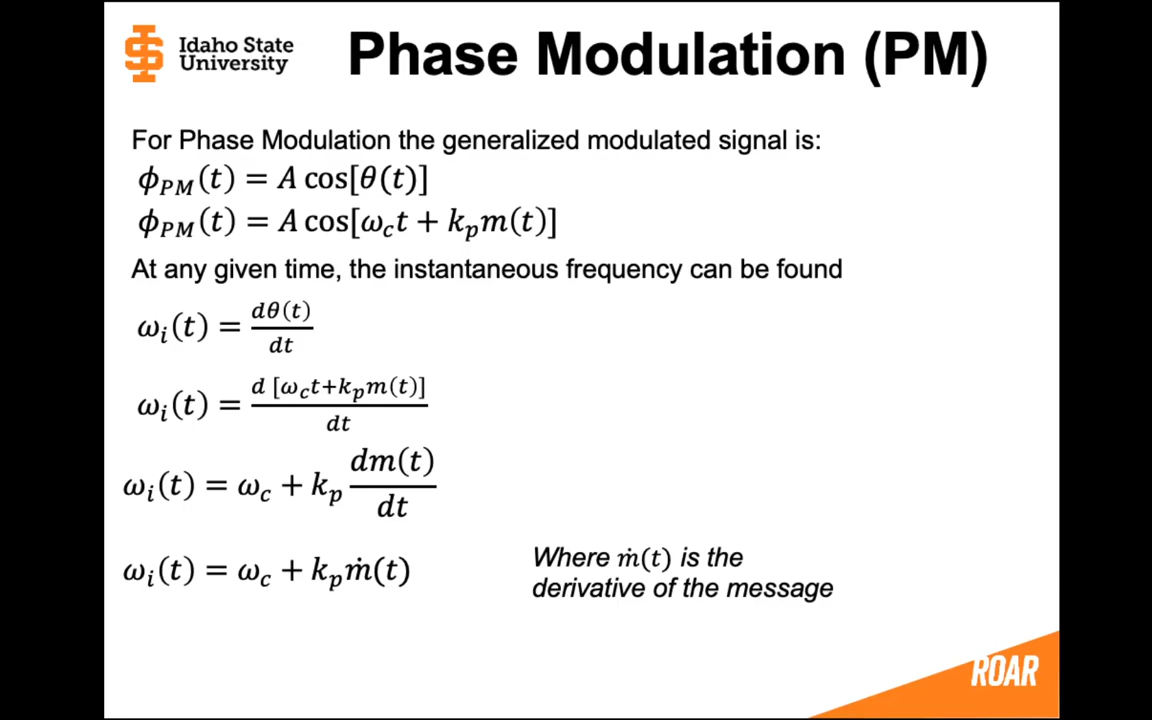 Idaho State
University
Phase Modulation (PM)
For Phase Modulation the generalized modulated signal is:
ϕ_PM(t) = A cos[θ(t)]
ϕ_PM(t) = A cos[ω_c t + k_p m(t)]
At any given time, the instantaneous frequency can be found
ω_i(t) = dθ(t)/dt
ω_i(t) = d [ω_c t+k_p m(t)]/dt
ω_i(t) = ω_c + k_p dm(t)/dt
ω_i(t) = ω_c + k_p ṁ(t)
Where ṁ(t) is the
derivative of the message
ROAR